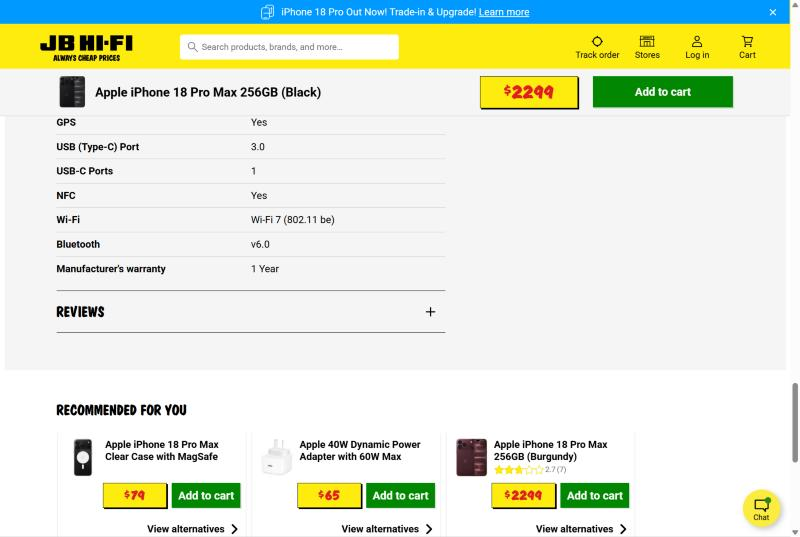 iPhone 18 Pro Out Now! Trade-in & Upgrade! Learn more
JB HI-FI
ALWAYS CHEAP PRICES
Search products, brands, and more...
Track order
Stores
Log in
Cart
Apple iPhone 18 Pro Max 256GB (Black)
$2299
Add to cart
GPS Yes
USB (Type-C) Port 3.0
USB-C Ports 1
NFC Yes
Wi-Fi Wi-Fi 7 (802.11 be)
Bluetooth v6.0
Manufacturer's warranty 1 Year
REVIEWS
RECOMMENDED FOR YOU
Apple iPhone 18 Pro Max
Clear Case with MagSafe
$79
Add to cart
View alternatives
Apple 40W Dynamic Power
Adapter with 60W Max
$65
Add to cart
View alternatives
Apple iPhone 18 Pro Max
256GB (Burgundy)
2.7 (7)
$2299
Add to cart
View alternatives
Chat